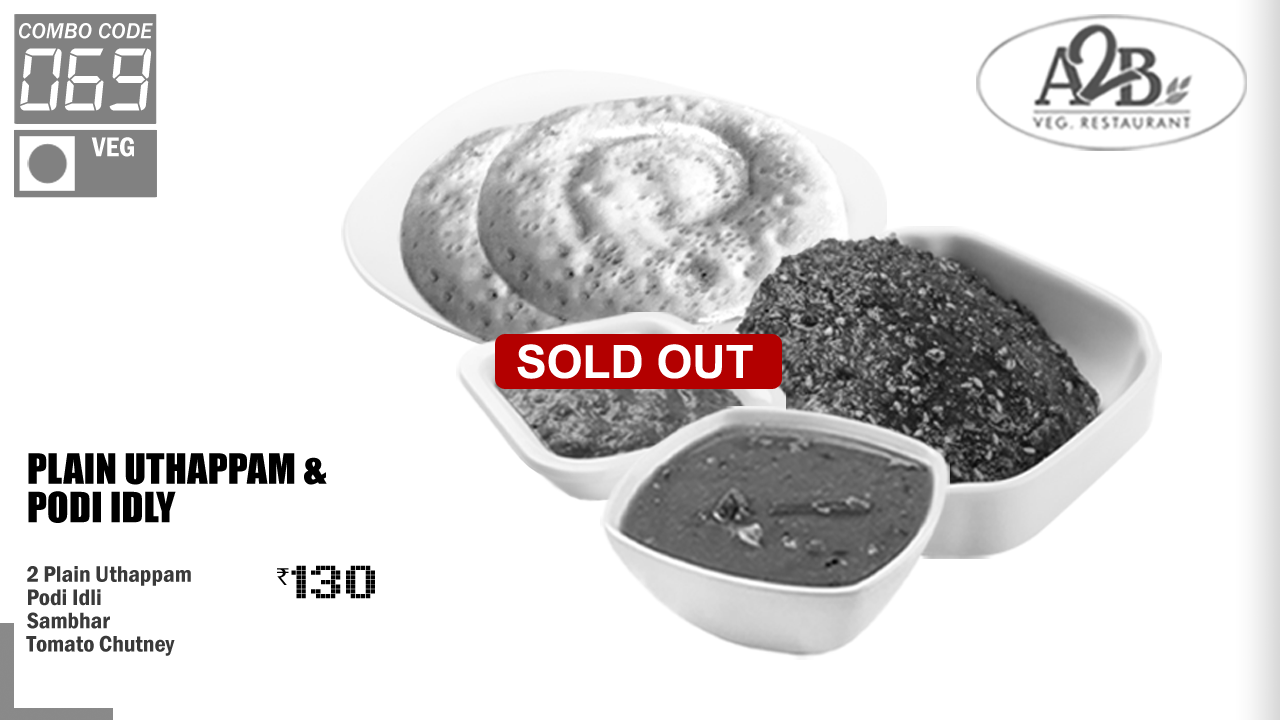 COMBO CODE
069
VEG
A2B
VEG. RESTAURANT
SOLD OUT
PLAIN UTHAPPAM &
PODI IDLY
2 Plain Uthappam
Podi Idli
Sambhar
Tomato Chutney
₹130